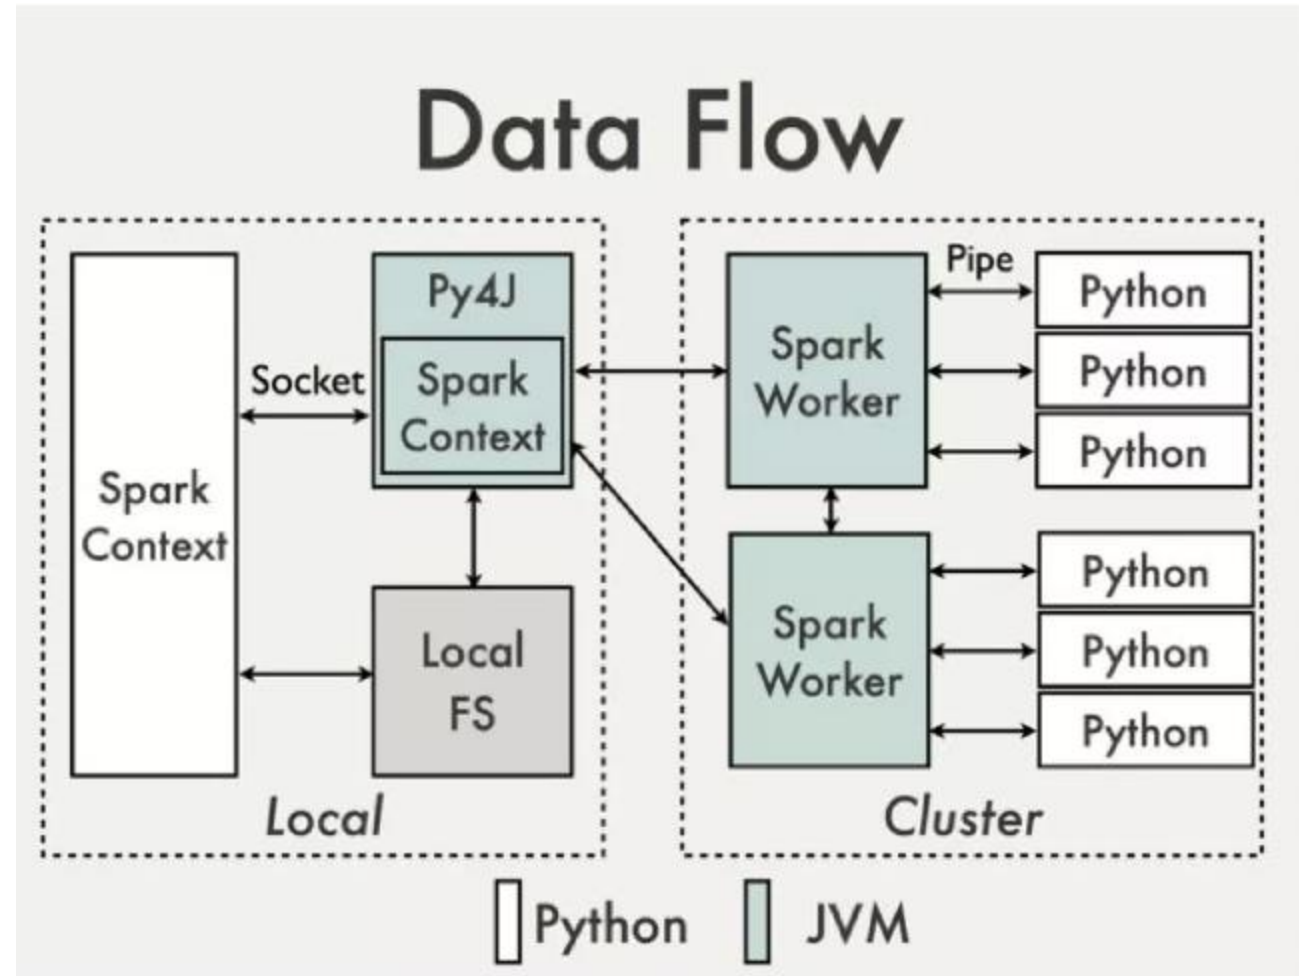 Data Flow
Spark
Context
Socket
Py4J
Spark
Context
Local
FS
Local
Spark
Worker
Pipe
Python
Python
Python
Spark
Worker
Python
Python
Python
Cluster
Python
JVM